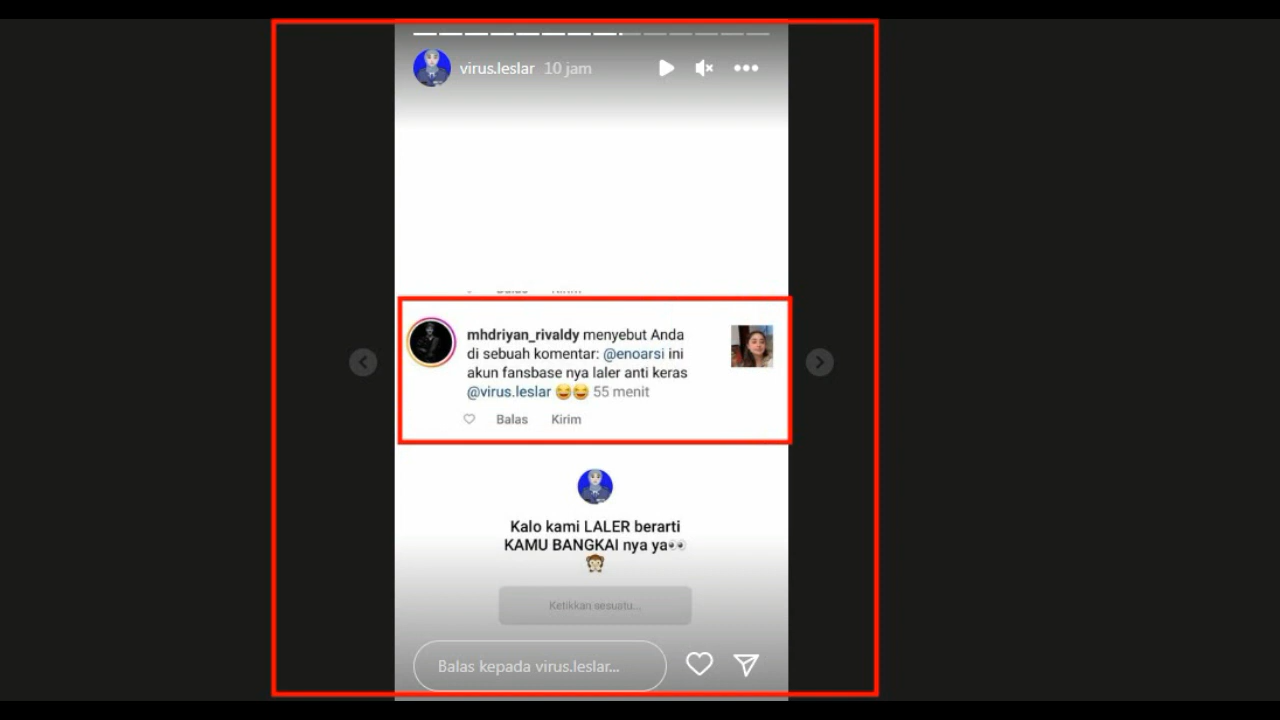 virus.leslar 10 jam
mhdriyan_rivaldy menyebut Anda
di sebuah komentar: @enoarsi ini
akun fansbase nya laler anti keras
@virus.leslar 😂😂 55 menit
Balas Kirim
Kalo kami LALER berarti
KAMU BANGKAI nya ya👀
🙊
Ketikkan sesuatu...
Balas kepada virus.leslar...